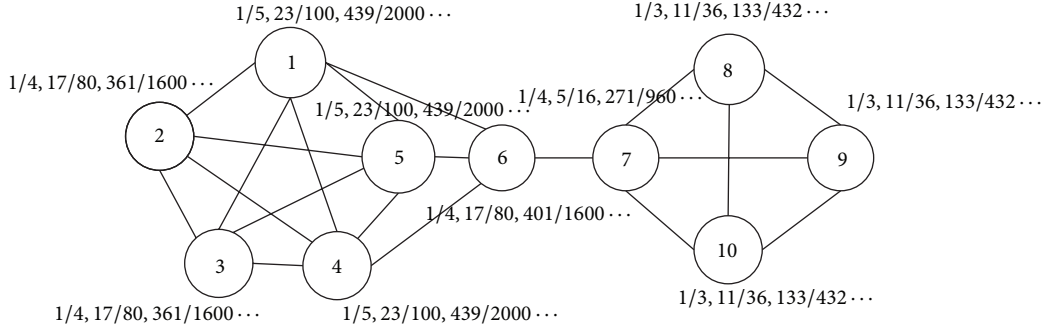 1/5, 23/100, 439/2000 ···
1/3, 11/36, 133/432 ···
1
8
1/4, 17/80, 361/1600 ···
1/5, 23/100, 439/2000 ···
1/4, 5/16, 271/960 ···
1/3, 11/36, 133/432 ···
2
5
6
7
9
1/4, 17/80, 401/1600 ···
3
4
10
1/4, 17/80, 361/1600 ···
1/5, 23/100, 439/2000 ···
1/3, 11/36, 133/432 ···